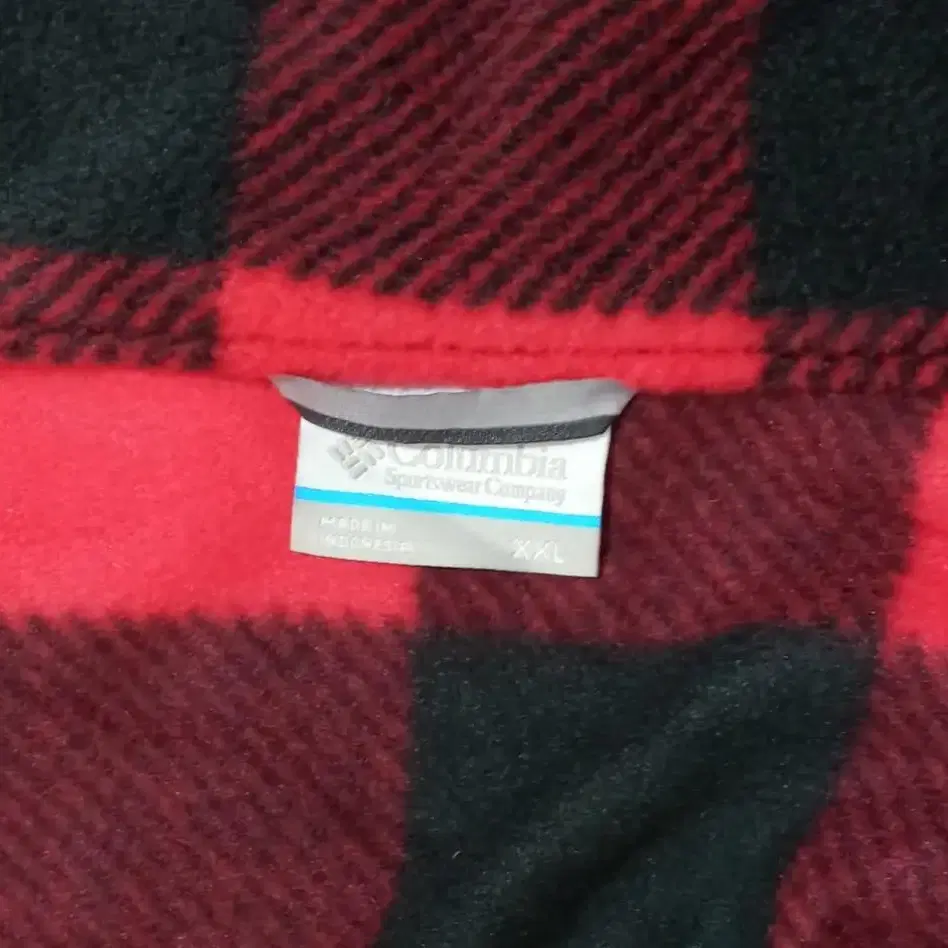 Columbia
Sportswear Company
MADE IN
INDONESIA
XXL